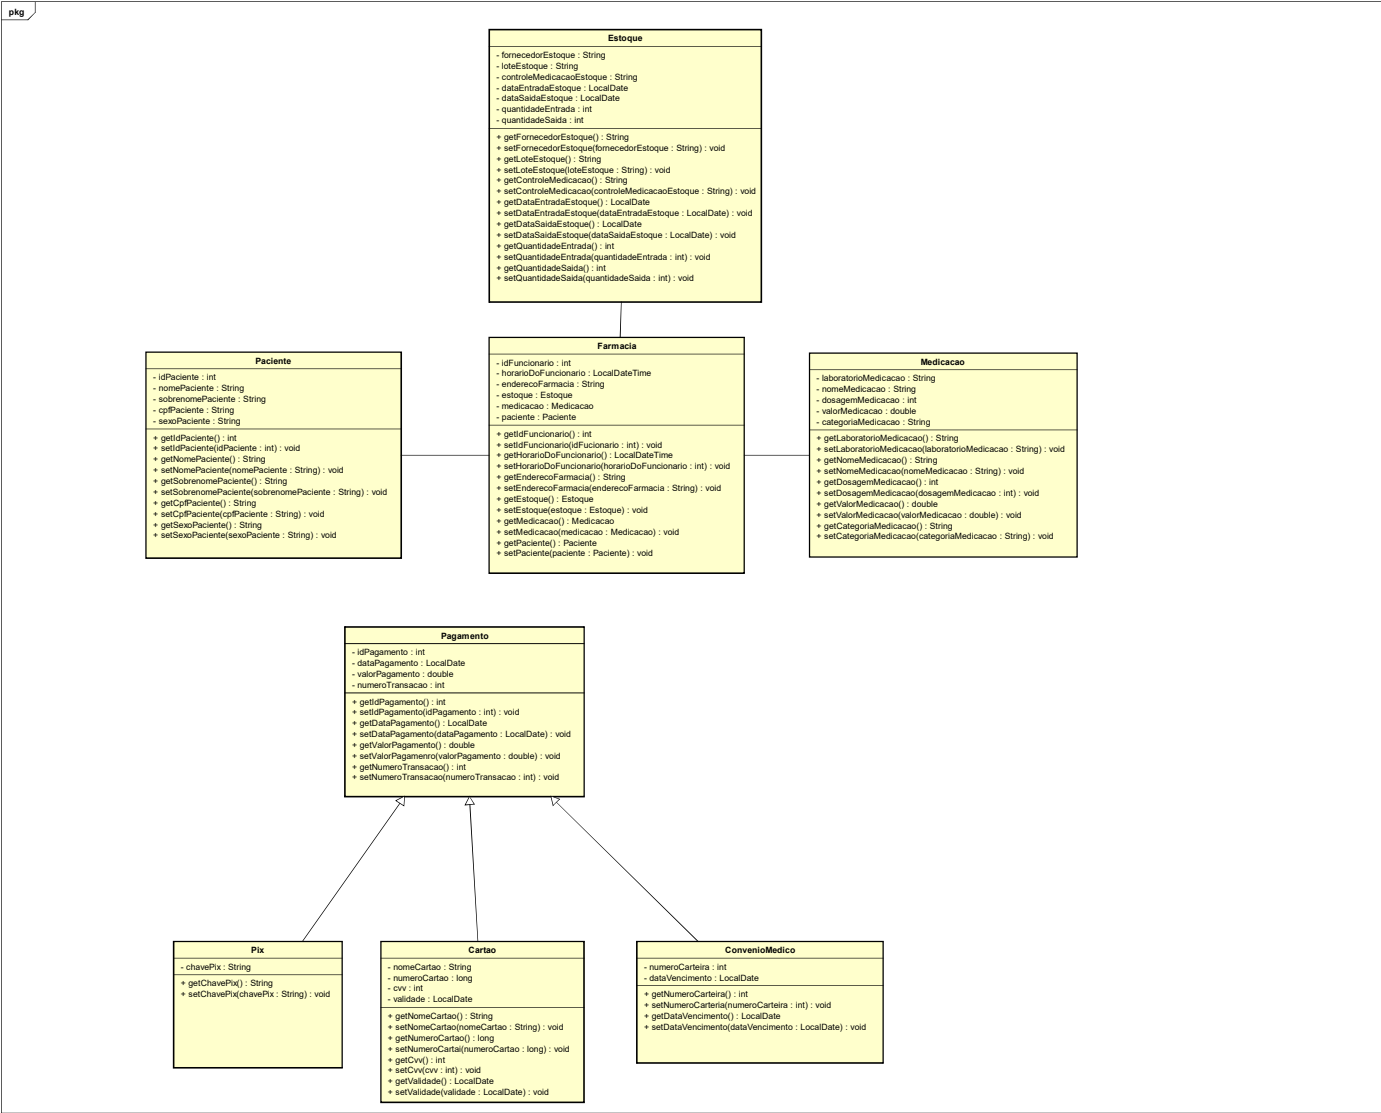 pkg
Estoque
- fornecedorEstoque : String
- loteEstoque : String
- controleMedicacaoEstoque : String
- dataEntradaEstoque : LocalDate
- dataSaidaEstoque : LocalDate
- quantidadeEntrada : int
- quantidadeSaida : int
+ getFornecedorEstoque() : String
+ setFornecedorEstoque(fornecedorEstoque : String) : void
+ getLoteEstoque() : String
+ setLoteEstoque(loteEstoque : String) : void
+ getControleMedicacao() : String
+ setControleMedicacao(controleMedicacaoEstoque : String) : void
+ getDataEntradaEstoque() : LocalDate
+ setDataEntradaEstoque(dataEntradaEstoque : LocalDate) : void
+ getDataSaidaEstoque() : LocalDate
+ setDataSaidaEstoque(dataSaidaEstoque : LocalDate) : void
+ getQuantidadeEntrada() : int
+ setQuantidadeEntrada(quantidadeEntrada : int) : void
+ getQuantidadeSaida() : int
+ setQuantidadeSaida(quantidadeSaida : int) : void
Paciente
- idPaciente : int
- nomePaciente : String
- sobrenomePaciente : String
- cpfPaciente : String
- sexoPaciente : String
+ getIdPaciente() : int
+ setIdPaciente(idPaciente : int) : void
+ getNomePaciente() : String
+ setNomePaciente(nomePaciente : String) : void
+ getSobrenomePaciente() : String
+ setSobrenomePaciente(sobrenomePaciente : String) : void
+ getCpfPaciente() : String
+ setCpfPaciente(cpfPaciente : String) : void
+ getSexoPaciente() : String
+ setSexoPaciente(sexoPaciente : String) : void
Farmacia
- idFuncionario : int
- horarioDoFuncionario : LocalDateTime
- enderecoFarmacia : String
- estoque : Estoque
- medicacao : Medicacao
- paciente : Paciente
+ getIdFuncionario() : int
+ setIdFuncionario(idFucionario : int) : void
+ getHorarioDoFuncionario() : LocalDateTime
+ setHorarioDoFuncionario(horarioDoFuncionario : int) : void
+ getEnderecoFarmacia() : String
+ setEnderecoFarmacia(enderecoFarmacia : String) : void
+ getEstoque() : Estoque
+ setEstoque(estoque : Estoque) : void
+ getMedicacao() : Medicacao
+ setMedicacao(medicacao : Medicacao) : void
+ getPaciente() : Paciente
+ setPaciente(paciente : Paciente) : void
Medicacao
- laboratorioMedicacao : String
- nomeMedicacao : String
- dosagemMedicacao : int
- valorMedicacao : double
- categoriaMedicacao : String
+ getLaboratorioMedicacao() : String
+ setLaboratorioMedicacao(laboratorioMedicacao : String) : void
+ getNomeMedicacao() : String
+ setNomeMedicacao(nomeMedicacao : String) : void
+ getDosagemMedicacao() : int
+ setDosagemMedicacao(dosagemMedicacao : int) : void
+ getValorMedicacao() : double
+ setValorMedicacao(valorMedicacao : double) : void
+ getCategoriaMedicacao() : String
+ setCategoriaMedicacao(categoriaMedicacao : String) : void
Pagamento
- idPagamento : int
- dataPagamento : LocalDate
- valorPagamento : double
- numeroTransacao : int
+ getIdPagamento() : int
+ setIdPagamento(idPagamento : int) : void
+ getDataPagamento() : LocalDate
+ setDataPagamento(dataPagamento : LocalDate) : void
+ getValorPagamento() : double
+ setValorPagamenro(valorPagamento : double) : void
+ getNumeroTransacao() : int
+ setNumeroTransacao(numeroTransacao : int) : void
Pix
- chavePix : String
+ getChavePix() : String
+ setChavePix(chavePix : String) : void
Cartao
- nomeCartao : String
- numeroCartao : long
- cvv : int
- validade : LocalDate
+ getNomeCartao() : String
+ setNomeCartao(nomeCartao : String) : void
+ getNumeroCartao() : long
+ setNumeroCartai(numeroCartao : long) : void
+ getCvv() : int
+ setCvv(cvv : int) : void
+ getValidade() : LocalDate
+ setValidade(validade : LocalDate) : void
ConvenioMedico
- numeroCarteira : int
- dataVencimento : LocalDate
+ getNumeroCarteira() : int
+ setNumeroCarteria(numeroCarteira : int) : void
+ getDataVencimento() : LocalDate
+ setDataVencimento(dataVencimento : LocalDate) : void